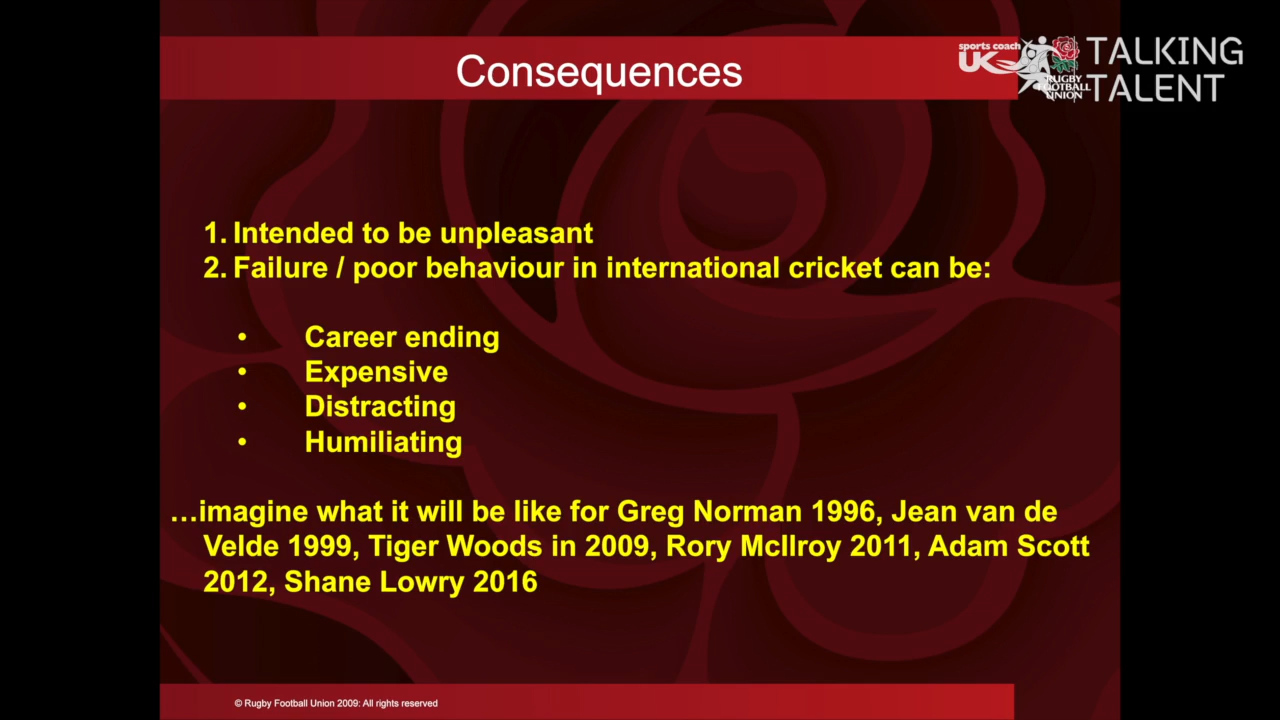 Consequences
sports coach
UK
RUGBY
FOOTBALL
UNION
TALKING
TALENT
1. Intended to be unpleasant
2. Failure / poor behaviour in international cricket can be:
• Career ending
• Expensive
• Distracting
• Humiliating
…imagine what it will be like for Greg Norman 1996, Jean van de
Velde 1999, Tiger Woods in 2009, Rory McIlroy 2011, Adam Scott
2012, Shane Lowry 2016
© Rugby Football Union 2009: All rights reserved